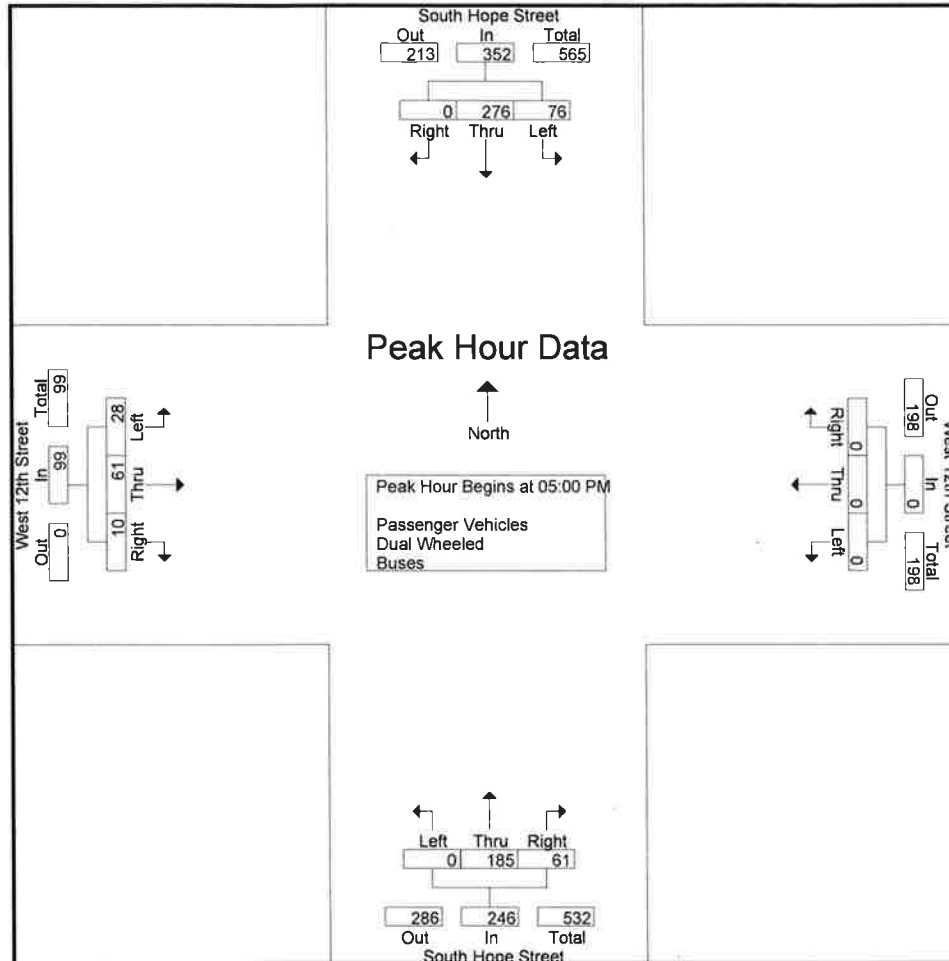 South Hope Street
Out In Total
213 352 565
0 276 76
Right Thru Left
Peak Hour Data
North
Peak Hour Begins at 05:00 PM
Passenger Vehicles
Dual Wheeled
Buses
West 12th Street
Out In Total
0 99 99
28 61 10
Left Thru Right
West 12th Street
Out In Total
198 0 198
0 0 0
Right Thru Left
Left Thru Right
0 185 61
286 246 532
Out In Total
South Hope Street